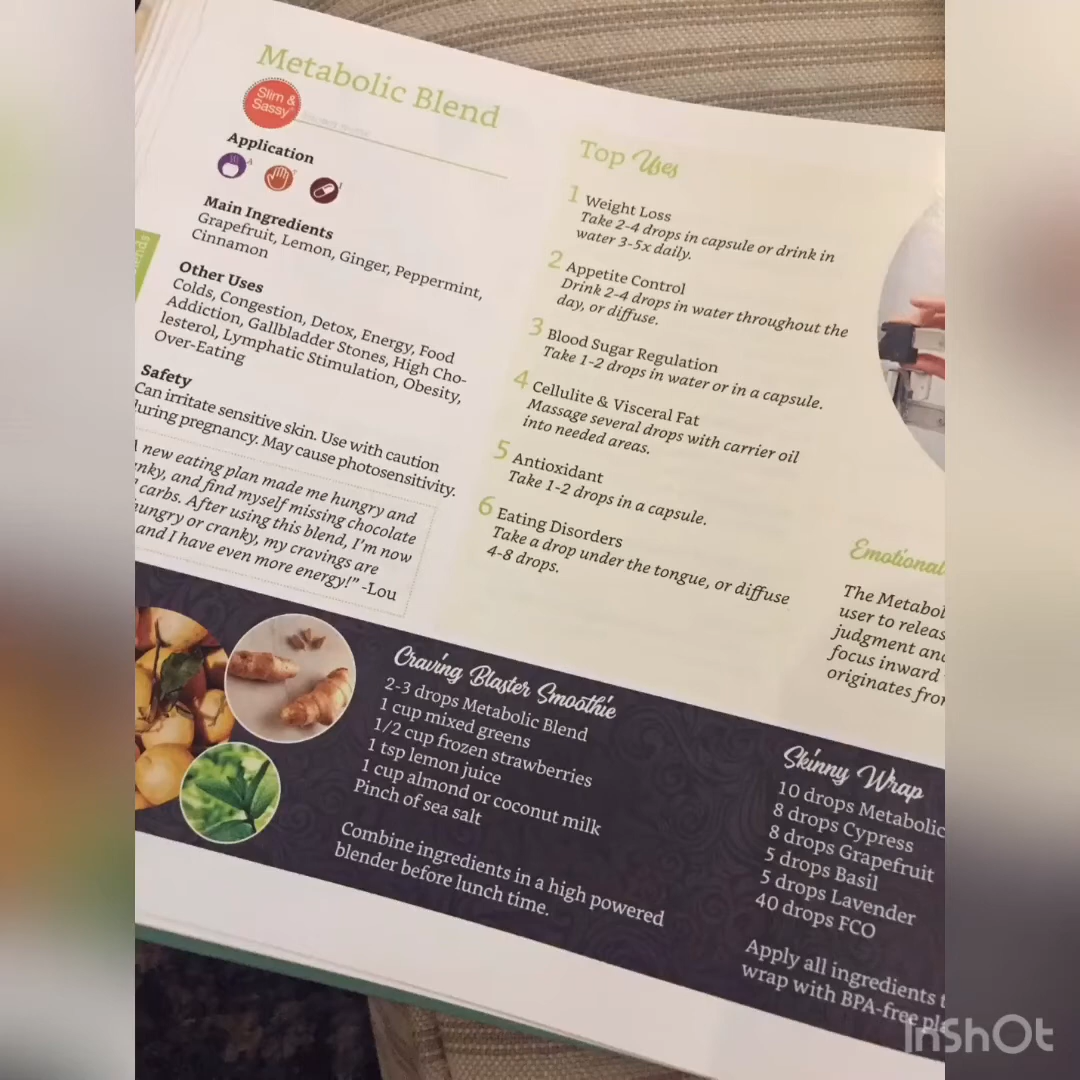 Metabolic Blend
Slim &
Sassy
Application
A
T
I
Main Ingredients
Grapefruit, Lemon, Ginger, Peppermint,
Cinnamon
Other Uses
Colds, Congestion, Detox, Energy, Food
Addiction, Gallbladder Stones, High Cho-
lesterol, Lymphatic Stimulation, Obesity,
Over-Eating
Safety
Can irritate sensitive skin. Use with caution
during pregnancy. May cause photosensitivity.
new eating plan made me hungry and
and find myself missing chocolate
carbs. After using this blend, I'm now
hungry or cranky, my cravings are
and I have even more energy!" -Lou
Top Uses
1 Weight Loss
Take 2-4 drops in capsule or drink in
water 3-5x daily.
2 Appetite Control
Drink 2-4 drops in water throughout the
day, or diffuse.
3 Blood Sugar Regulation
Take 1-2 drops in water or in a capsule.
4 Cellulite & Visceral Fat
Massage several drops with carrier oil
into needed areas.
5 Antioxidant
Take 1-2 drops in a capsule.
6 Eating Disorders
Take a drop under the tongue, or diffuse
4-8 drops.
Emotional
The Metabol
user to releas
judgment and
focus inward
originates from
Craving Blaster Smoothie
2-3 drops Metabolic Blend
1 cup mixed greens
1/2 cup frozen strawberries
1 tsp lemon juice
1 cup almond or coconut milk
Pinch of sea salt
Combine ingredients in a high powered
blender before lunch time.
Skinny Wrap
10 drops Metabolic
8 drops Cypress
8 drops Grapefruit
5 drops Basil
5 drops Lavender
40 drops FCO
Apply all ingredients t
wrap with BPA-free pl
InShOt